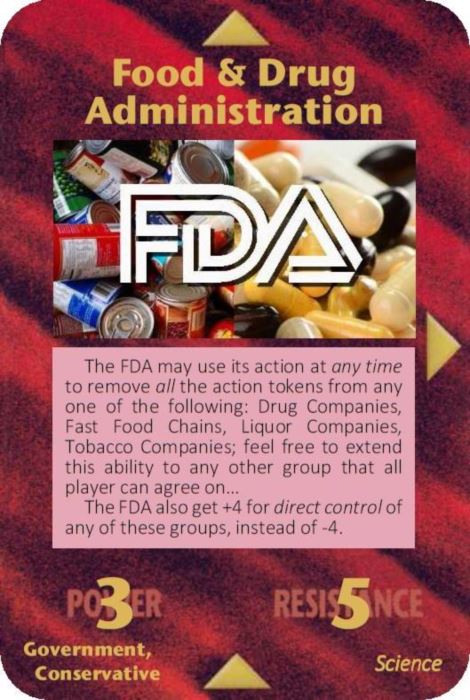 Food & Drug
Administration
FDA
The FDA may use its action at any time
to remove all the action tokens from any
one of the following: Drug Companies,
Fast Food Chains, Liquor Companies,
Tobacco Companies; feel free to extend
this ability to any other group that all
player can agree on...
The FDA also get +4 for direct control of
any of these groups, instead of -4.
POWER 3
RESISTANCE 5
Government,
Conservative
Science